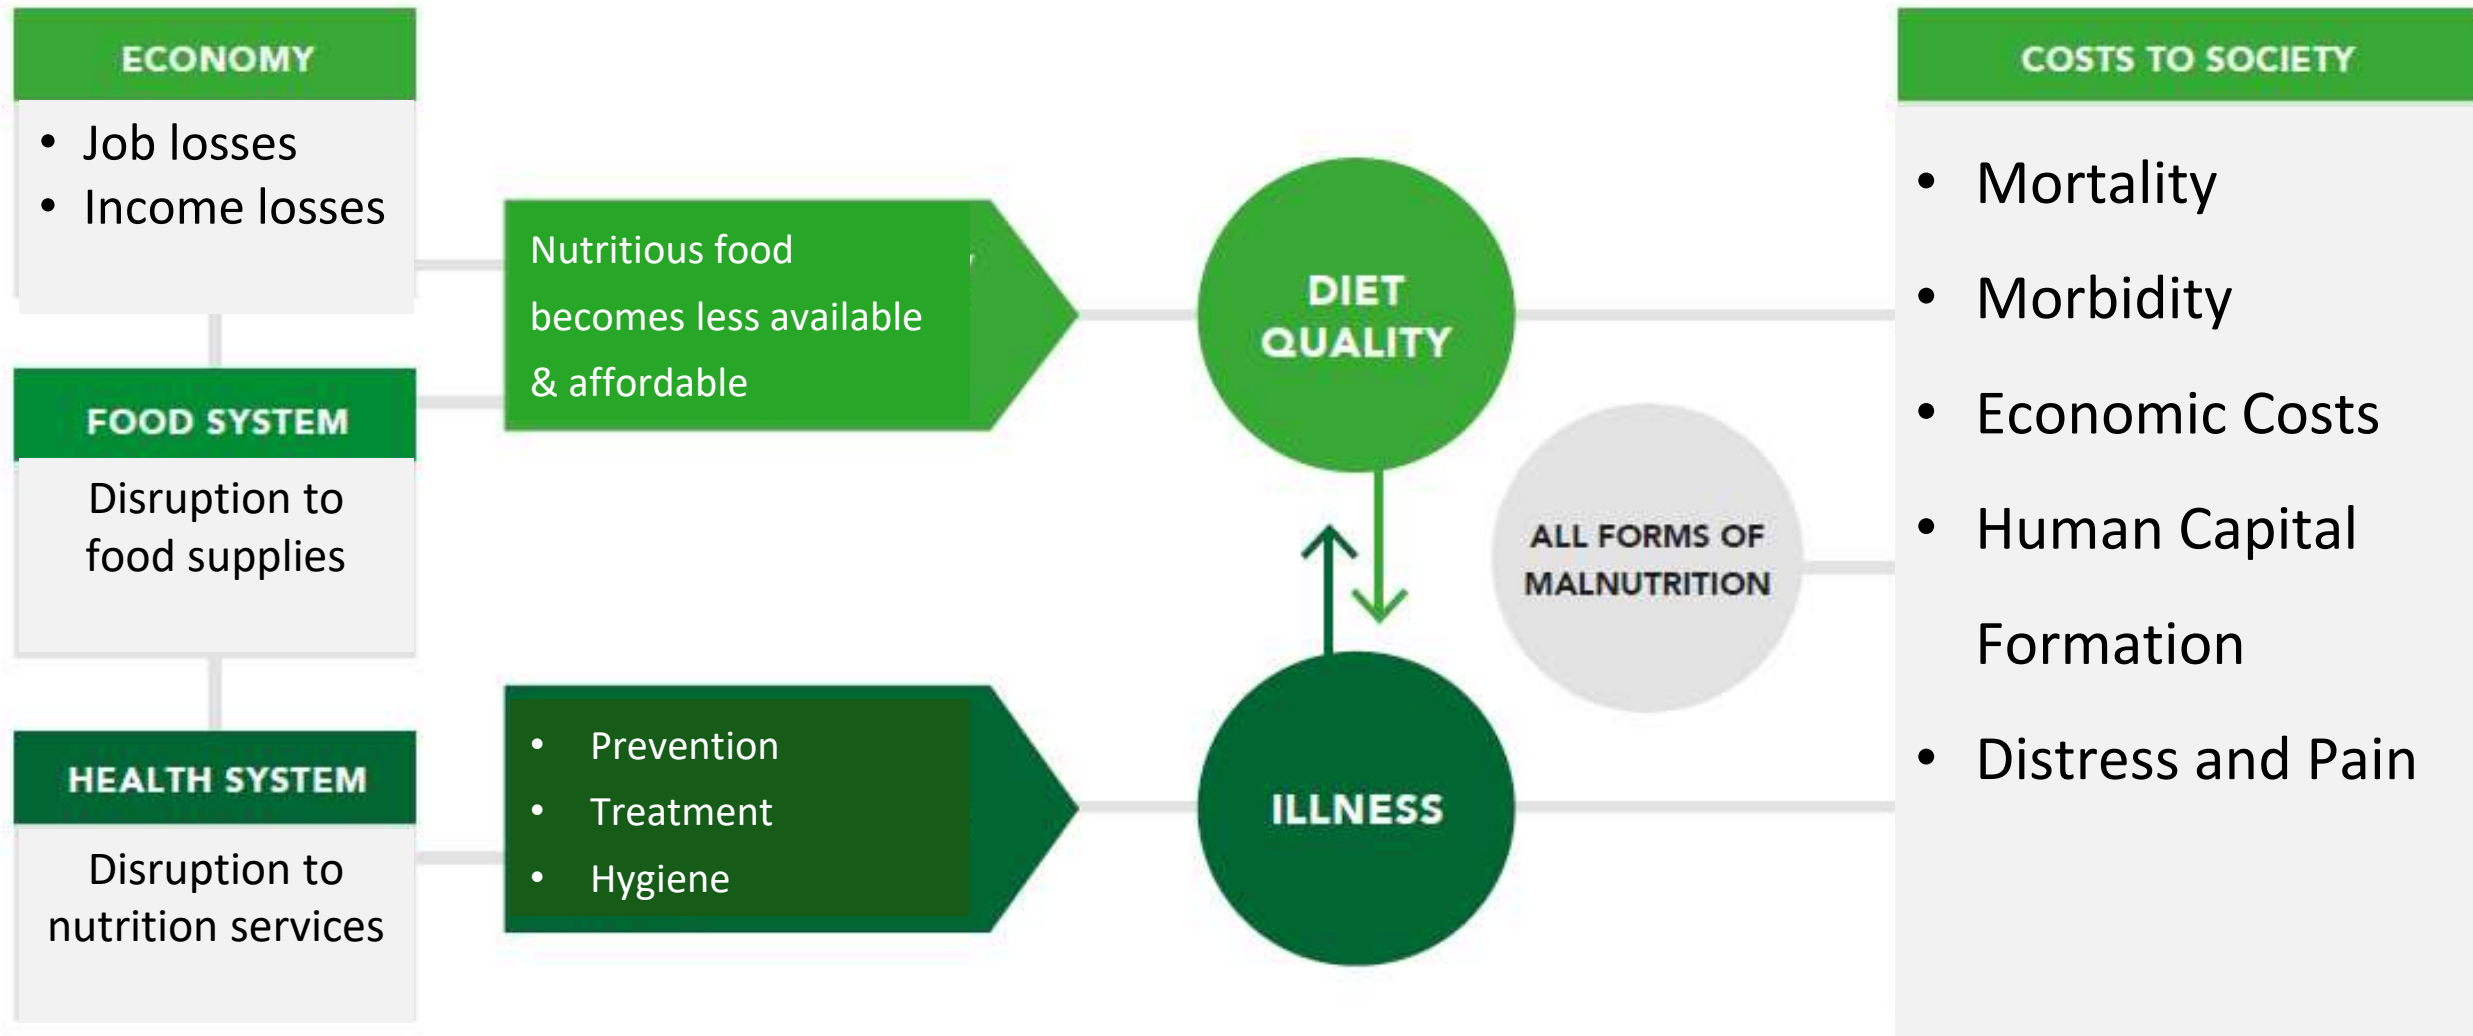 ECONOMY
• Job losses
• Income losses
FOOD SYSTEM
Disruption to
food supplies
HEALTH SYSTEM
Disruption to
nutrition services
Nutritious food
becomes less available
& affordable
• Prevention
• Treatment
• Hygiene
DIET
QUALITY
ILLNESS
ALL FORMS OF
MALNUTRITION
COSTS TO SOCIETY
• Mortality
• Morbidity
• Economic Costs
• Human Capital
Formation
• Distress and Pain